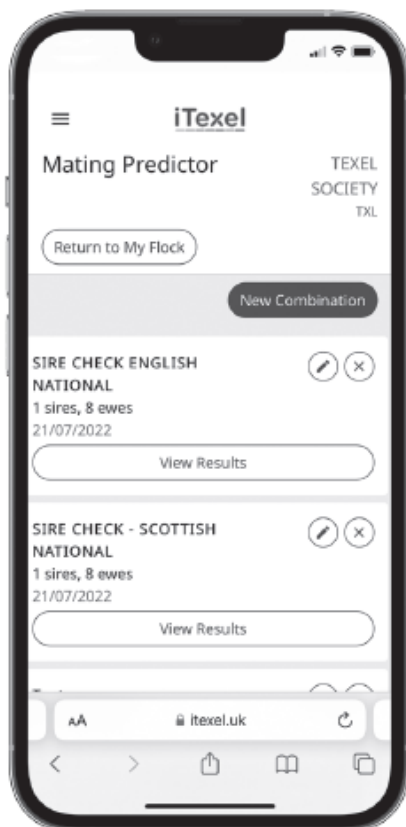 iTexel
Mating Predictor
TEXEL
SOCIETY
TXL
Return to My Flock
New Combination
SIRE CHECK ENGLISH
NATIONAL
1 sires, 8 ewes
21/07/2022
View Results
SIRE CHECK - SCOTTISH
NATIONAL
1 sires, 8 ewes
21/07/2022
View Results
AA
itexel.uk